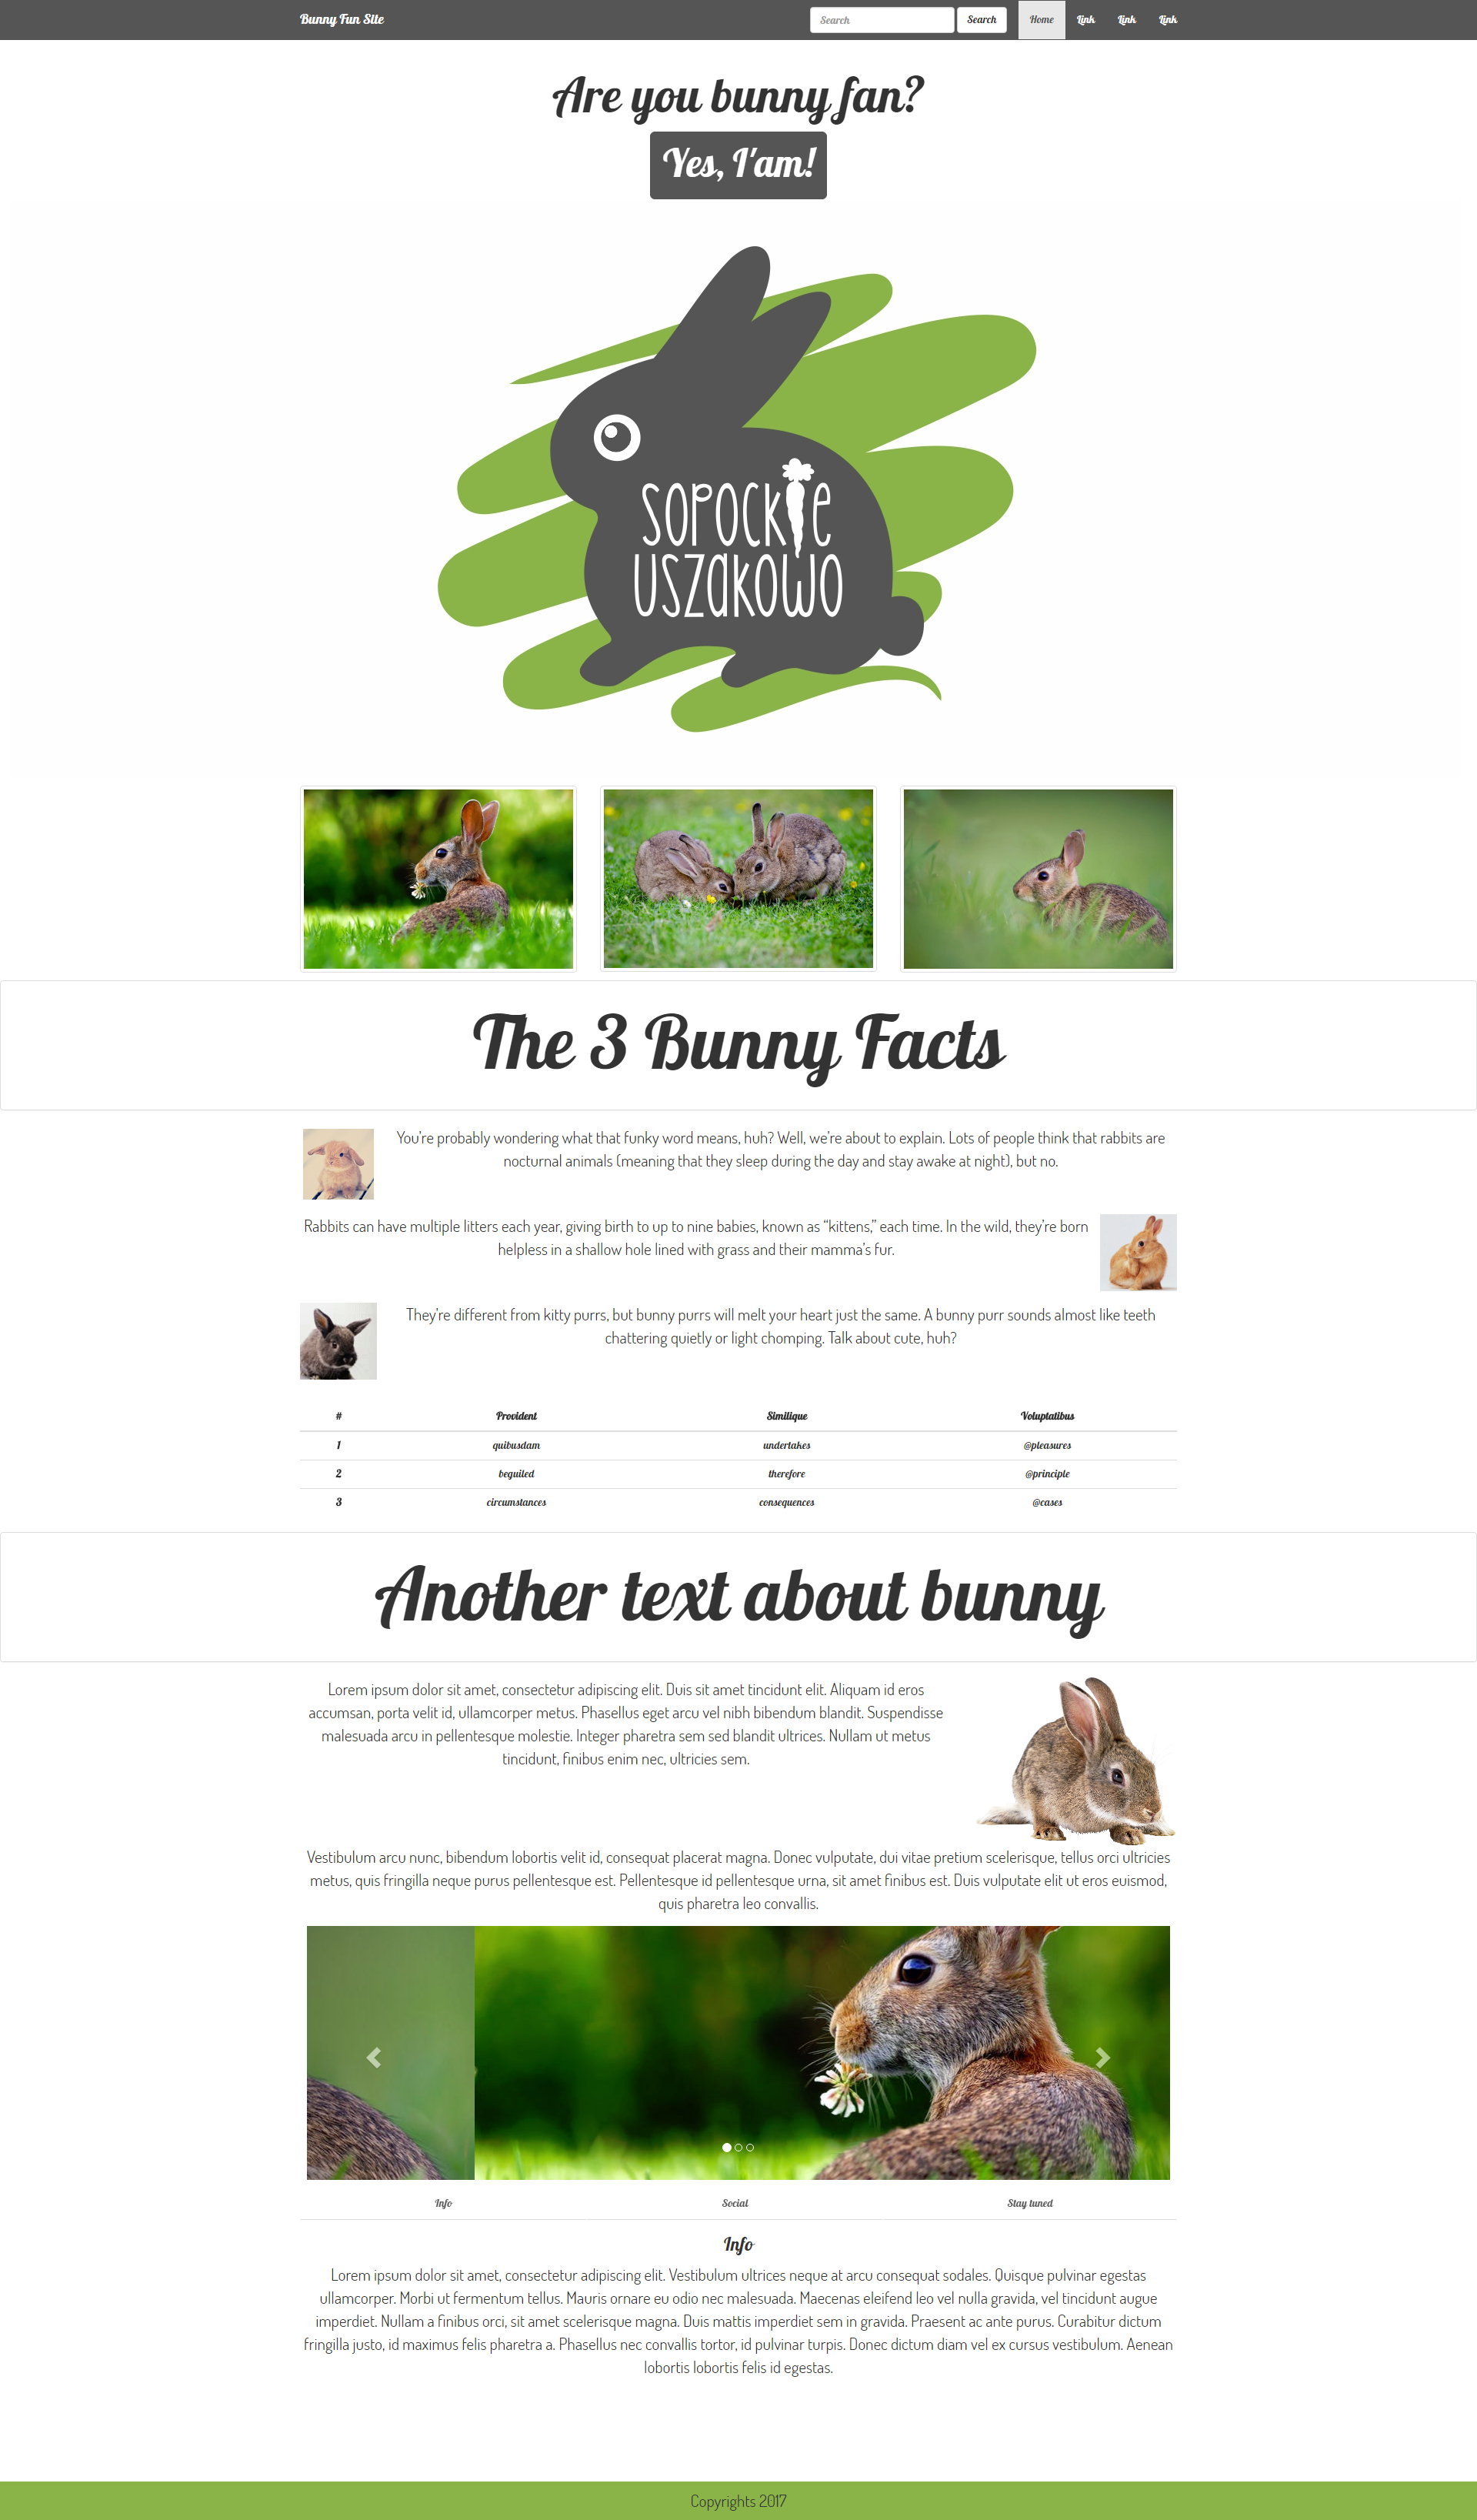 Bunny Fun Site
Search
Search
Home
Link
Link
Link
Are you bunny fan?
Yes, I'am!
SOPOCKIE
USZAKOWO
The 3 Bunny Facts
You're probably wondering what that funky word means, huh? Well, we're about to explain. Lots of people think that rabbits are
nocturnal animals (meaning that they sleep during the day and stay awake at night), but no.
Rabbits can have multiple litters each year, giving birth to up to nine babies, known as “kittens,” each time. In the wild, they're born
helpless in a shallow hole lined with grass and their mamma's fur.
They're different from kitty purrs, but bunny purrs will melt your heart just the same. A bunny purr sounds almost like teeth
chattering quietly or light chomping. Talk about cute, huh?
# Provident Similique Voluptatibus
1 quibusdam undertakes @pleasures
2 beguiled therefore @principle
3 circumstances consequences @cases
Another text about bunny
Lorem ipsum dolor sit amet, consectetur adipiscing elit. Duis sit amet tincidunt elit. Aliquam id eros
accumsan, porta velit id, ullamcorper metus. Phasellus eget arcu vel nibh bibendum blandit. Suspendisse
malesuada arcu in pellentesque molestie. Integer pharetra sem sed blandit ultrices. Nullam ut metus
tincidunt, finibus enim nec, ultricies sem.
Vestibulum arcu nunc, bibendum lobortis velit id, consequat placerat magna. Donec vulputate, dui vitae pretium scelerisque, tellus orci ultricies
metus, quis fringilla neque purus pellentesque est. Pellentesque id pellentesque urna, sit amet finibus est. Duis vulputate elit ut eros euismod,
quis pharetra leo convallis.
Info
Social
Stay tuned
Info
Lorem ipsum dolor sit amet, consectetur adipiscing elit. Vestibulum ultrices neque at arcu consequat sodales. Quisque pulvinar egestas
ullamcorper. Morbi ut fermentum tellus. Mauris ornare eu odio nec malesuada. Maecenas eleifend leo vel nulla gravida, vel tincidunt augue
imperdiet. Nullam a finibus orci, sit amet scelerisque magna. Duis mattis imperdiet sem in gravida. Praesent ac ante purus. Curabitur dictum
fringilla justo, id maximus felis pharetra a. Phasellus nec convallis tortor, id pulvinar turpis. Donec dictum diam vel ex cursus vestibulum. Aenean
lobortis lobortis felis id egestas.
Copyrights 2017